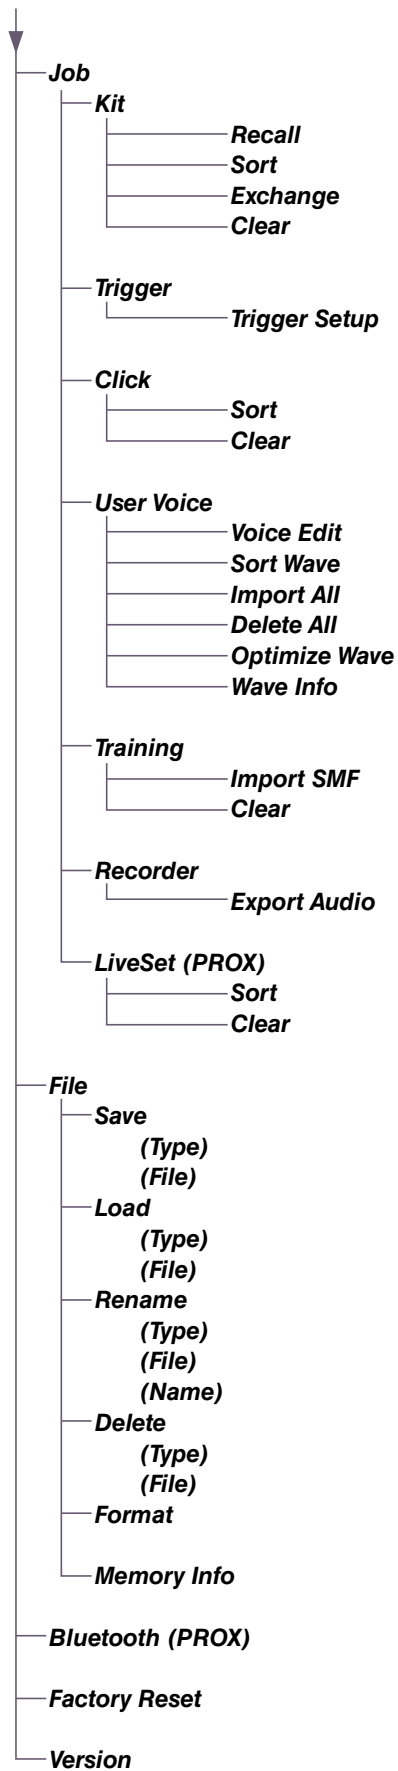 Job
Kit
Recall
Sort
Exchange
Clear
Trigger
Trigger Setup
Click
Sort
Clear
User Voice
Voice Edit
Sort Wave
Import All
Delete All
Optimize Wave
Wave Info
Training
Import SMF
Clear
Recorder
Export Audio
LiveSet (PROX)
Sort
Clear
File
Save
(Type)
(File)
Load
(Type)
(File)
Rename
(Type)
(File)
(Name)
Delete
(Type)
(File)
Format
Memory Info
Bluetooth (PROX)
Factory Reset
Version